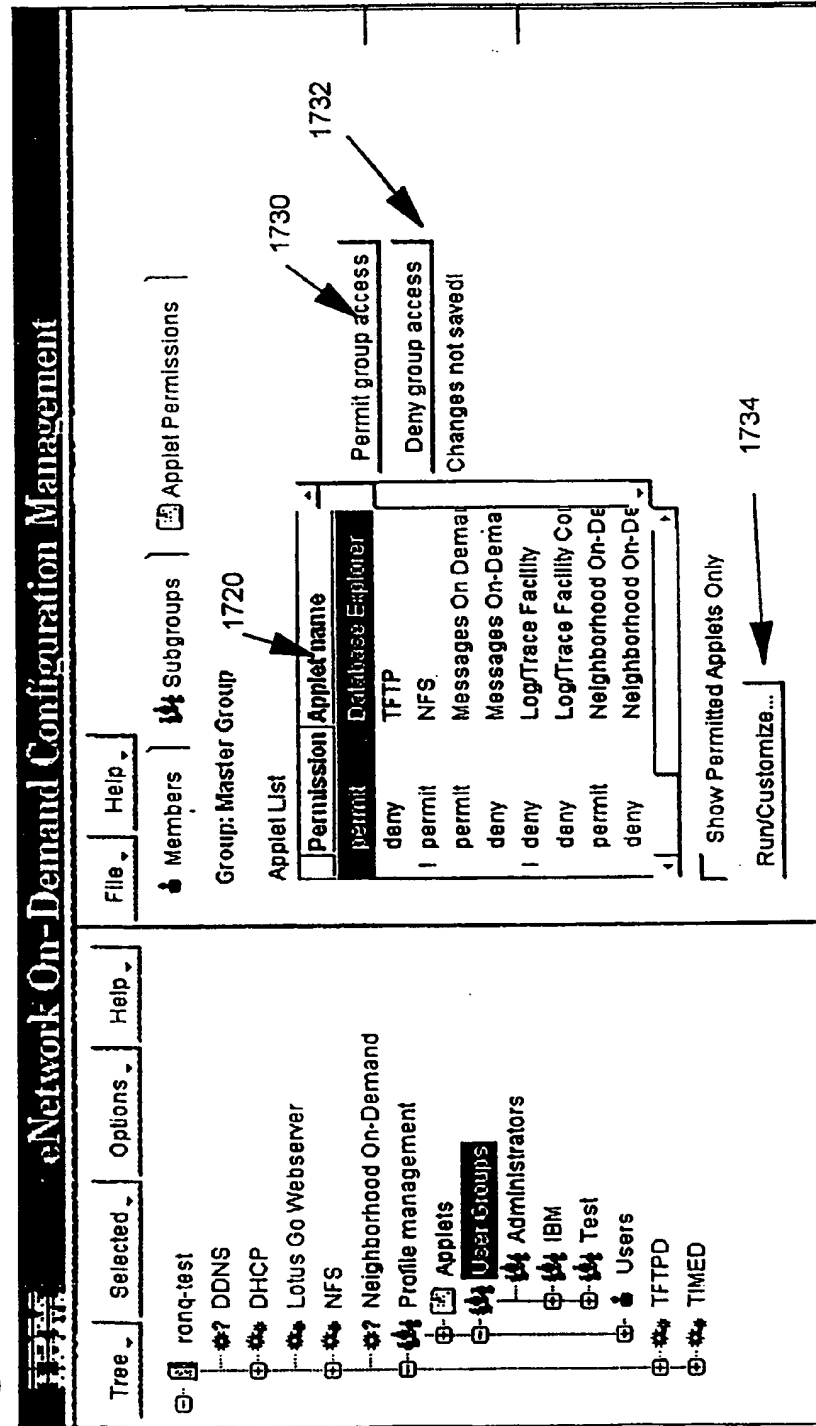 eNetwork On-Demand Configuration Management
Tree Selected Options Help
ronq-test
? DDNS
DHCP
Lotus Go Webserver
NFS
? Neighborhood On-Demand
Profile management
Applets
User Groups
Administrators
IBM
Test
Users
TFTPD
TIMED
File Help
Members Subgroups Applet Permissions
Group: Master Group
1720
Applet List
Permission Applet name
permit Database Explorer
deny TFTP
! permit NFS
permit Messages On Deman
deny Messages On-Dema
! deny Log/Trace Facility
deny Log/Trace Facility Co
permit Neighborhood On-De
deny Neighborhood On-De
Permit group access
1730
Deny group access
1732
Changes not saved!
Show Permitted Applets Only
Run/Customize...
1734